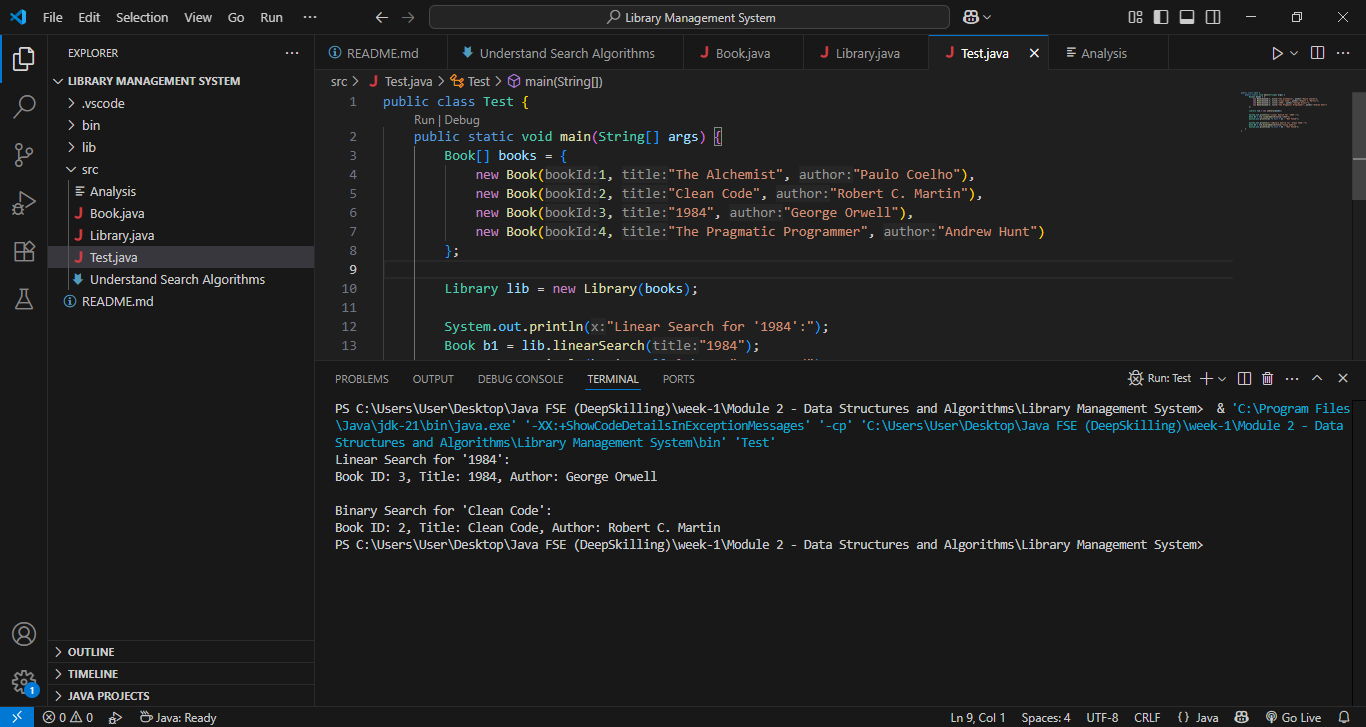 File Edit Selection View Go Run ···
Library Management System
EXPLORER
LIBRARY MANAGEMENT SYSTEM
.vscode
bin
lib
src
Analysis
Book.java
Library.java
Test.java
Understand Search Algorithms
README.md
OUTLINE
TIMELINE
JAVA PROJECTS
README.md Understand Search Algorithms Book.java Library.java Test.java Analysis
src > Test.java > Test > main(String[])
1 public class Test {
Run | Debug
2 public static void main(String[] args) {
3 Book[] books = {
4 new Book(bookId:1, title:"The Alchemist", author:"Paulo Coelho"),
5 new Book(bookId:2, title:"Clean Code", author:"Robert C. Martin"),
6 new Book(bookId:3, title:"1984", author:"George Orwell"),
7 new Book(bookId:4, title:"The Pragmatic Programmer", author:"Andrew Hunt")
8 };
9
10 Library lib = new Library(books);
11
12 System.out.println(x:"Linear Search for '1984':");
13 Book b1 = lib.linearSearch(title:"1984");
PROBLEMS OUTPUT DEBUG CONSOLE TERMINAL PORTS
Run: Test
PS C:\Users\User\Desktop\Java FSE (DeepSkilling)\week-1\Module 2 - Data Structures and Algorithms\Library Management System> & 'C:\Program Files
\Java\jdk-21\bin\java.exe' '-XX:+ShowCodeDetailsInExceptionMessages' '-cp' 'C:\Users\User\Desktop\Java FSE (DeepSkilling)\week-1\Module 2 - Data
Structures and Algorithms\Library Management System\bin' 'Test'
Linear Search for '1984':
Book ID: 3, Title: 1984, Author: George Orwell
Binary Search for 'Clean Code':
Book ID: 2, Title: Clean Code, Author: Robert C. Martin
PS C:\Users\User\Desktop\Java FSE (DeepSkilling)\week-1\Module 2 - Data Structures and Algorithms\Library Management System>
1
0 0 Java: Ready
Ln 9, Col 1 Spaces: 4 UTF-8 CRLF {} Java Go Live